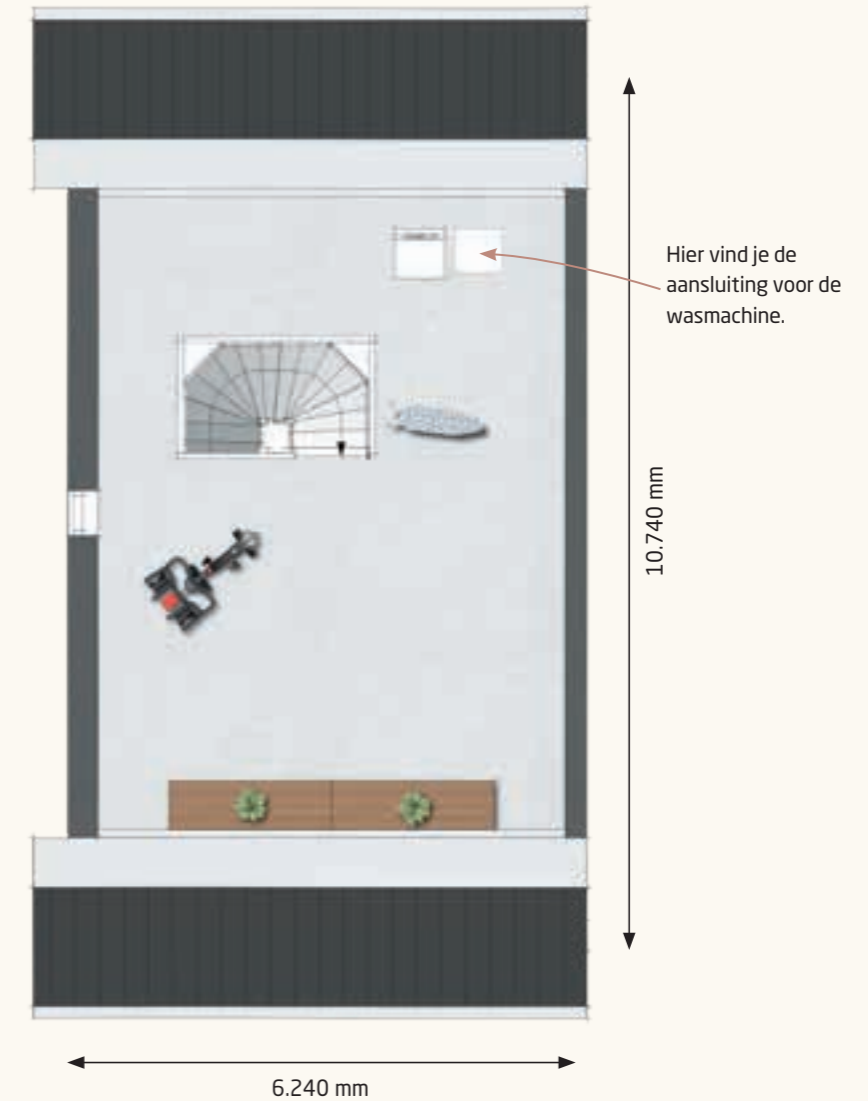 Hier vind je de
aansluiting voor de
wasmachine.
10.740 mm
6.240 mm